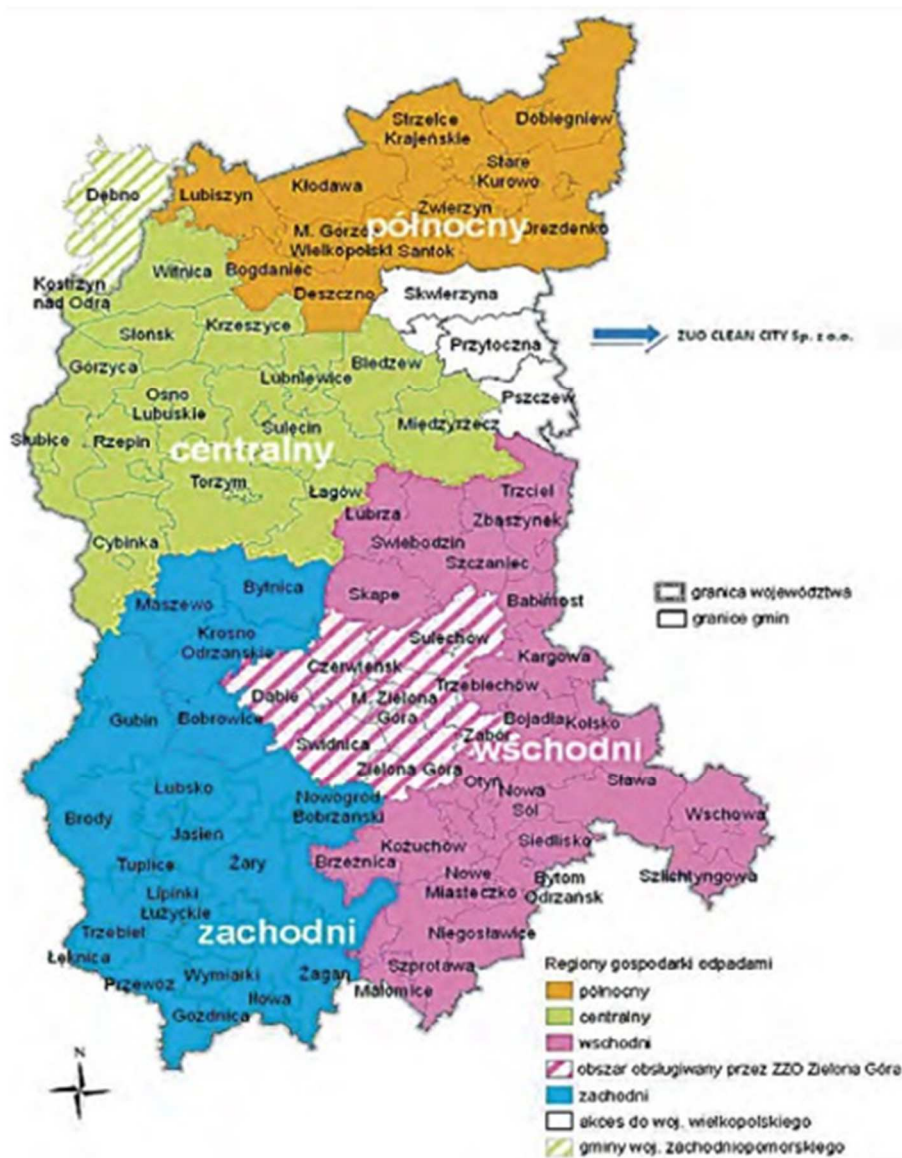 Strzelce
Krajeńskie
Dobiegniew
Dębno
Lubiszyn
Kłodawa
Stare
Kurowo
Zwierzyn
północny
Drezdenko
M. Gorzów
Wielkopolski
Santok
Witnica
Bogdaniec
Kostrzyn
nad Odrą
Deszczno
Skwierzyna
Słońsk
Krzeszyce
Przytoczna
ZUO CLEAN CITY Sp. z o.o.
Górzyca
Bledzew
Lubniewice
Ośno
Lubuskie
Pszczew
Słubice
Rzepin
Sulęcin
Międzyrzecz
centralny
Torzym
Łagów
Trzciel
Lubrza
Zbąszynek
Cybinka
Świebodzin
Szczaniec
Bytnica
Skąpe
granica województwa
Maszewo
Babimost
granice gmin
Krosno
Odrzańskie
Sulechów
Kargowa
Czerwieńsk
Trzebiechów
Dąbie
M. Zielona
Góra
Gubin
Bobrowice
Bojadła
Kolsko
Zabór
wschodni
Świdnica
Zielona Góra
Otyń
Sława
Lubsko
Nowogród
Bobrzański
Nowa
Sól
Brody
Wschowa
Jasień
Kożuchów
Siedlisko
Tuplice
Żary
Brzeźnica
Nowe
Miasteczko
Bytom
Odrzańsk
Szlichtyngowa
Lipinki
Łużyckie
Trzebiel
zachodni
Niegosławice
Łęknica
Przewóz
Wymiarki
Żagań
Szprotawa
Małomice
Iłowa
Gozdnica
N
Regiony gospodarki odpadami
północny
centralny
wschodni
obszar obsługiwany przez ZZO Zielona Góra
zachodni
akces do woj. wielkopolskiego
gminy woj. zachodniopomorskiego